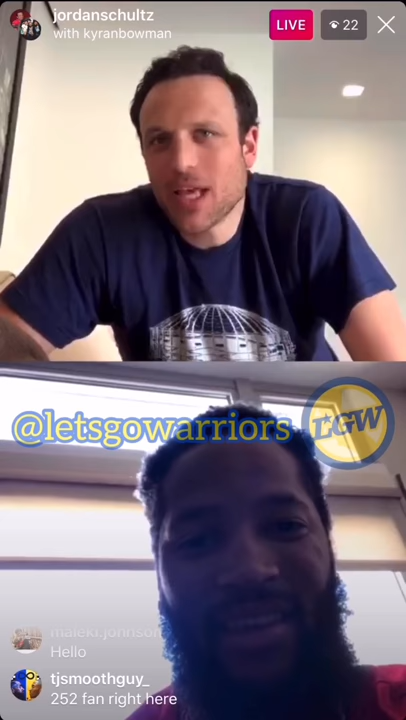 jordanschultz
with kyranbowman
LIVE
22
@letsgowarriors
LGW
maleki.johnson
Hello
tjsmoothguy_
252 fan right here